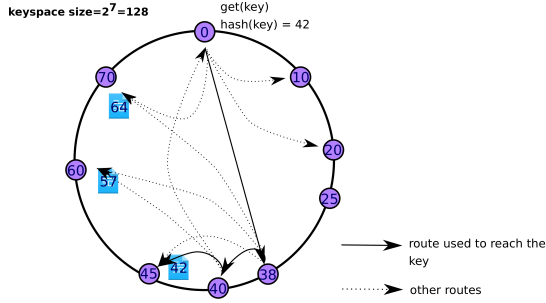 keyspace size=2⁷=128
get(key)
hash(key) = 42
0
70
10
64
20
60
57
25
45
42
40
38
route used to reach the
key
other routes